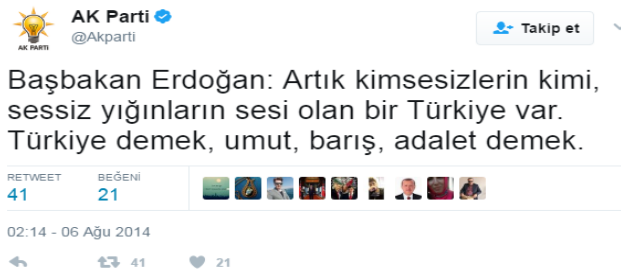 AK Parti
@Akparti
AK PARTİ
Takip et
Başbakan Erdoğan: Artık kimsesizlerin kimi,
sessiz yığınların sesi olan bir Türkiye var.
Türkiye demek, umut, barış, adalet demek.
RETWEET BEĞENİ
41 21
02:14 - 06 Ağu 2014
41 21